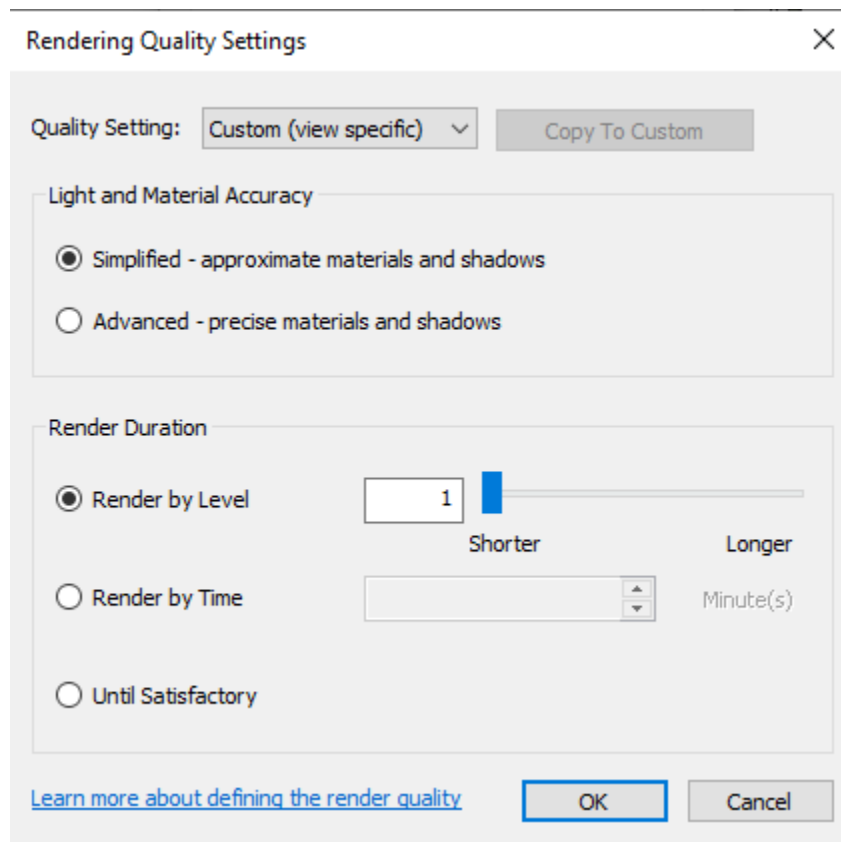 Rendering Quality Settings
Quality Setting: Custom (view specific) Copy To Custom
Light and Material Accuracy
Simplified - approximate materials and shadows
Advanced - precise materials and shadows
Render Duration
Render by Level 1
Shorter Longer
Render by Time Minute(s)
Until Satisfactory
Learn more about defining the render quality OK Cancel